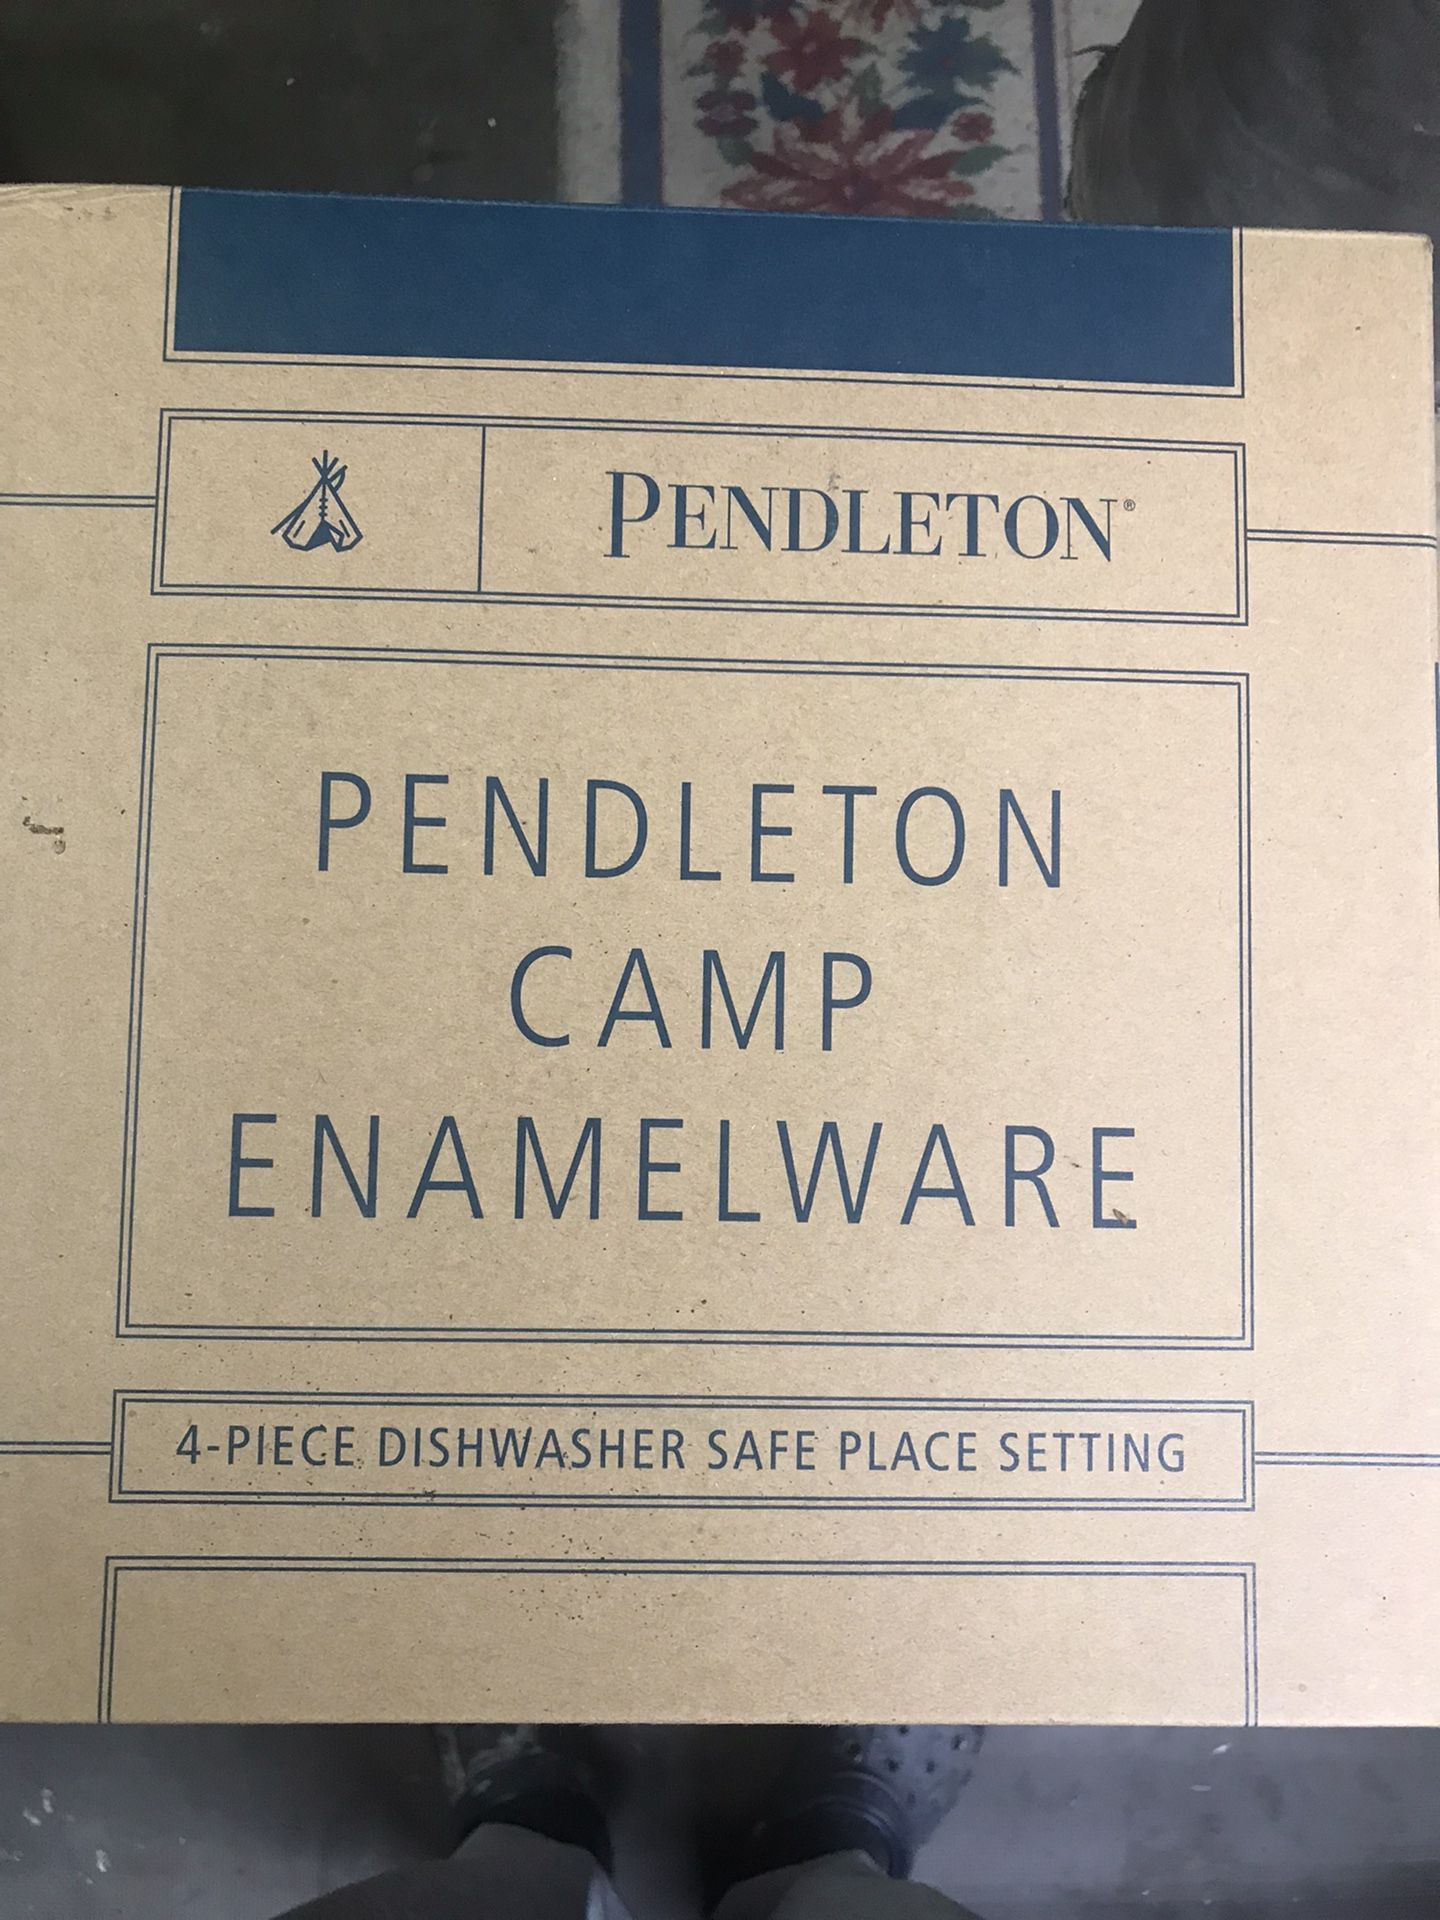 PENDLETON®
PENDLETON
CAMP
ENAMELWARE
4-PIECE DISHWASHER SAFE PLACE SETTING